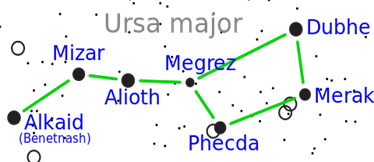 Ursa major
Dubhe
Mizar
Megrez
Alioth
Merak
Alkaid
(Benetnash)
Phecda